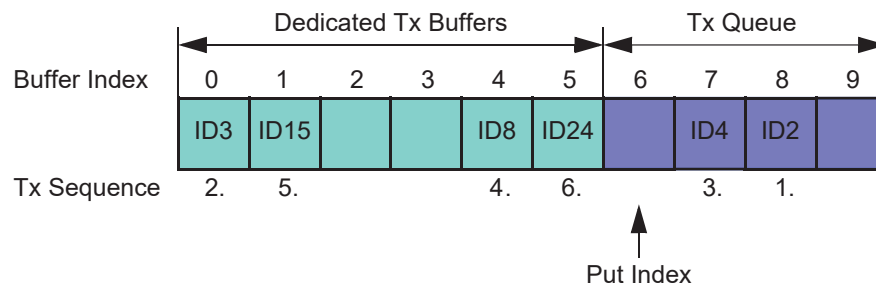 Dedicated Tx Buffers Tx Queue
Buffer Index 0 1 2 3 4 5 6 7 8 9
ID3 ID15 ID8 ID24 ID4 ID2
Tx Sequence 2. 5. 4. 6. 3. 1.
Put Index